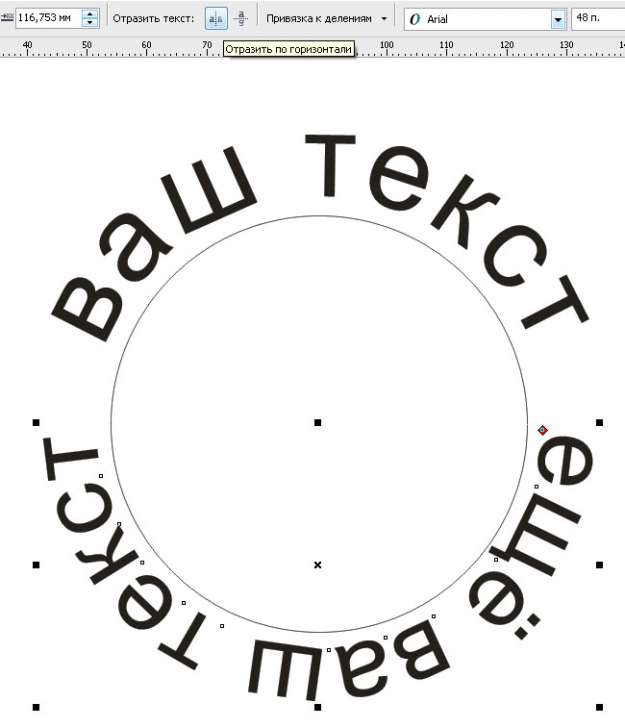 116,753 мм Отразить текст: Привязка к делениям Arial 48 п.
Отразить по горизонтали
40 50 60 70 100 110 120 130
ваш текст
ещё ваш текст